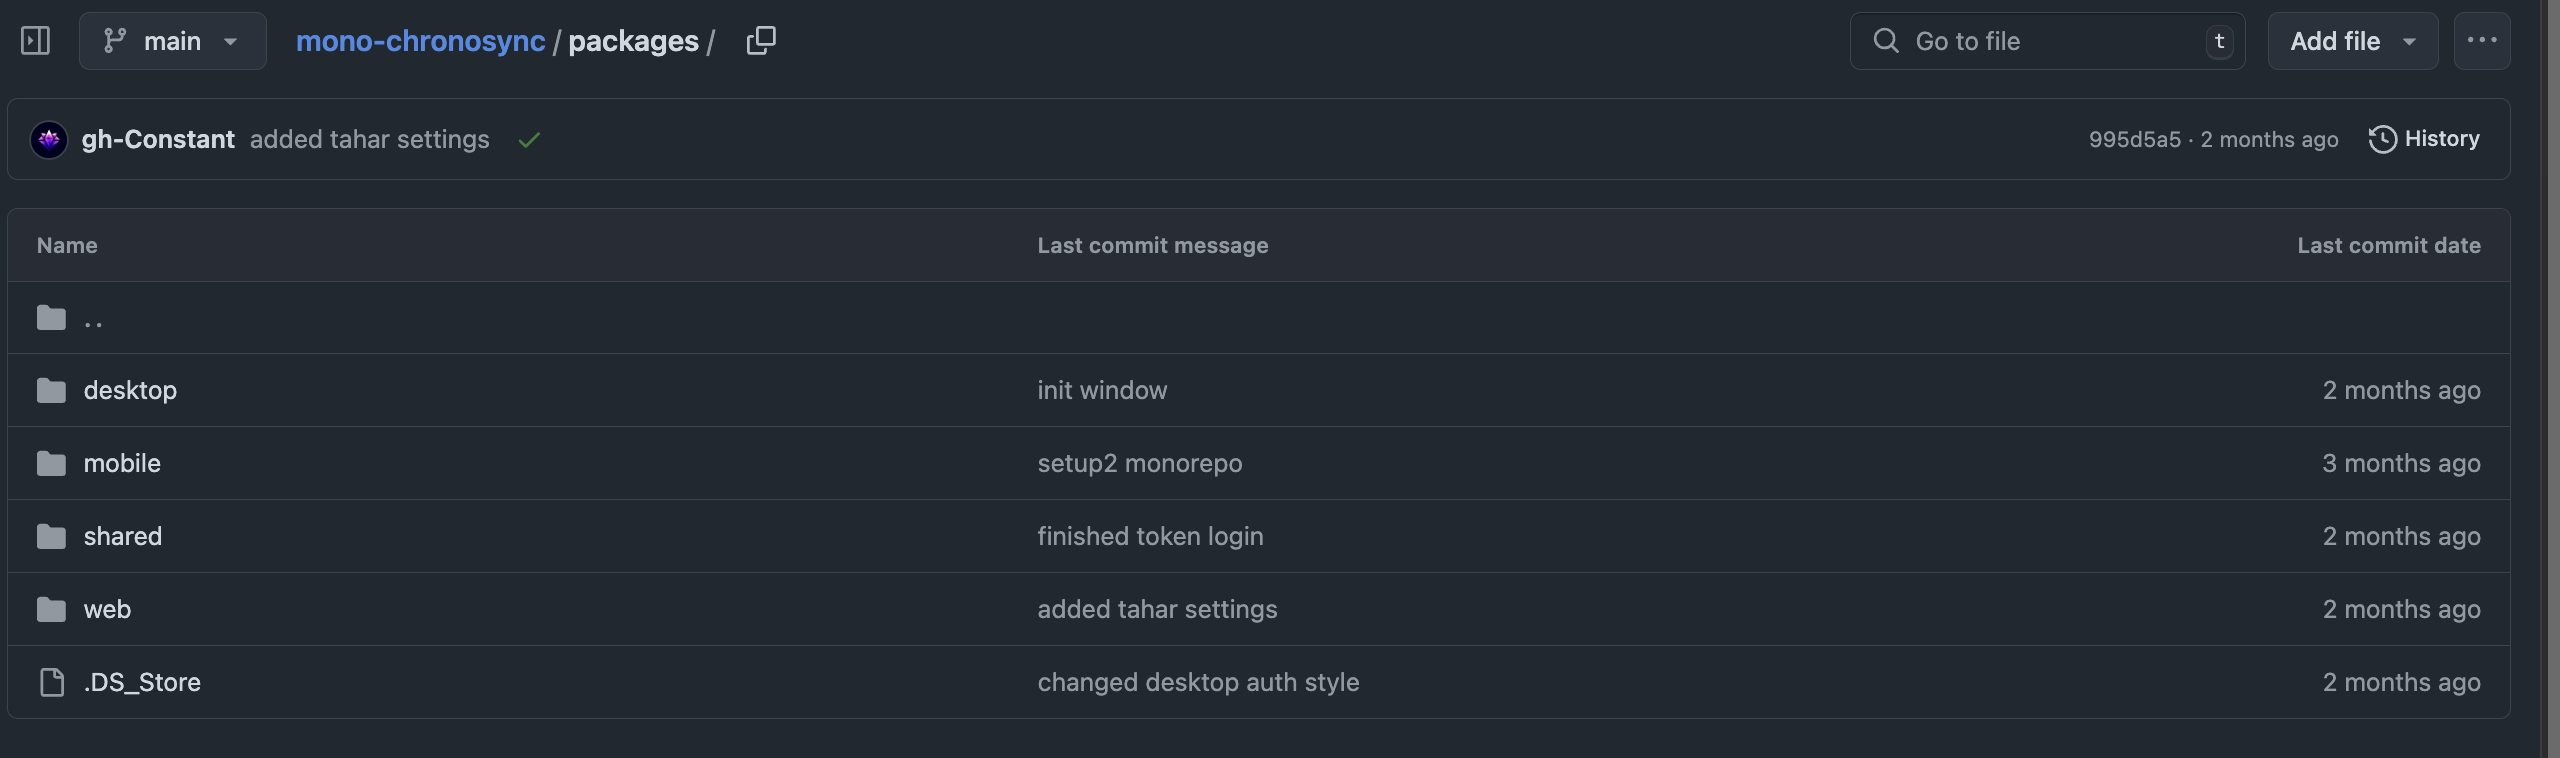 main
mono-chronosync / packages /
Go to file
t
Add file
gh-Constant added tahar settings
995d5a5 · 2 months ago
History
Name Last commit message Last commit date
..
desktop init window 2 months ago
mobile setup2 monorepo 3 months ago
shared finished token login 2 months ago
web added tahar settings 2 months ago
.DS_Store changed desktop auth style 2 months ago